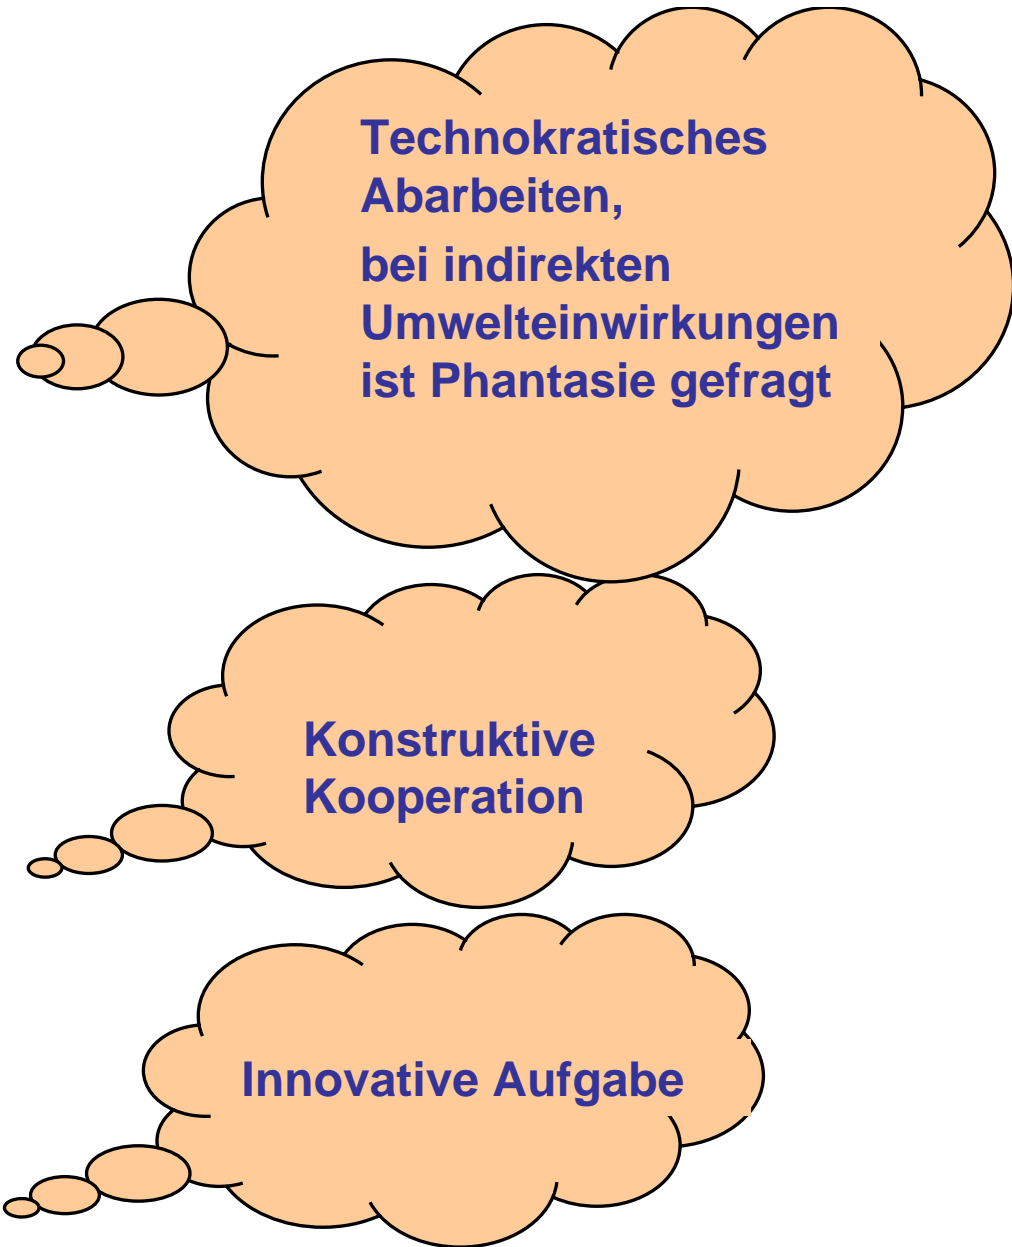 Technokratisches
Abarbeiten,
bei indirekten
Umwelteinwirkungen
ist Phantasie gefragt
Konstruktive
Kooperation
Innovative Aufgabe